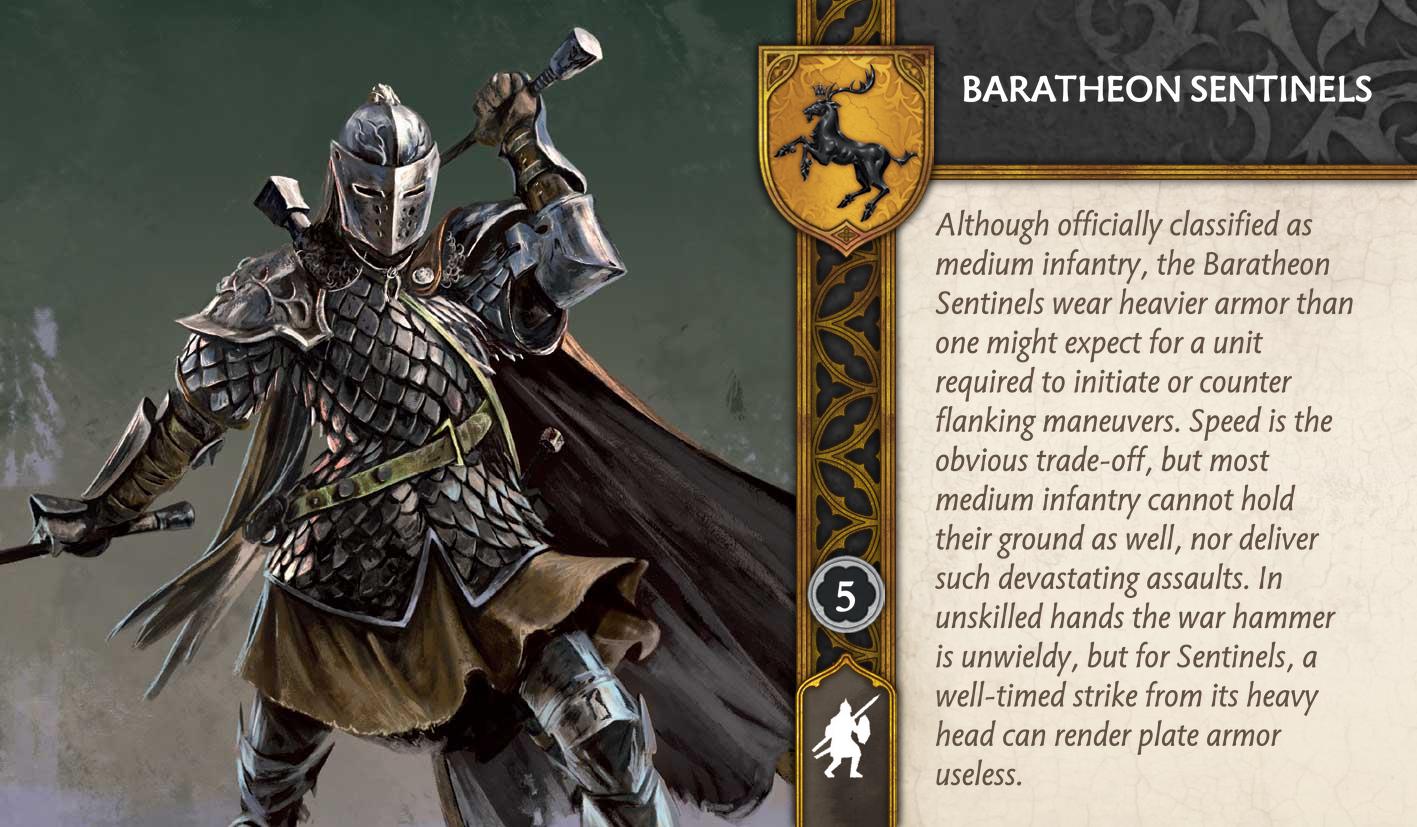 BARATHEON SENTINELS
Although officially classified as
medium infantry, the Baratheon
Sentinels wear heavier armor than
one might expect for a unit
required to initiate or counter
flanking maneuvers. Speed is the
obvious trade-off, but most
medium infantry cannot hold
their ground as well, nor deliver
such devastating assaults. In
unskilled hands the war hammer
is unwieldy, but for Sentinels, a
well-timed strike from its heavy
head can render plate armor
useless.
5